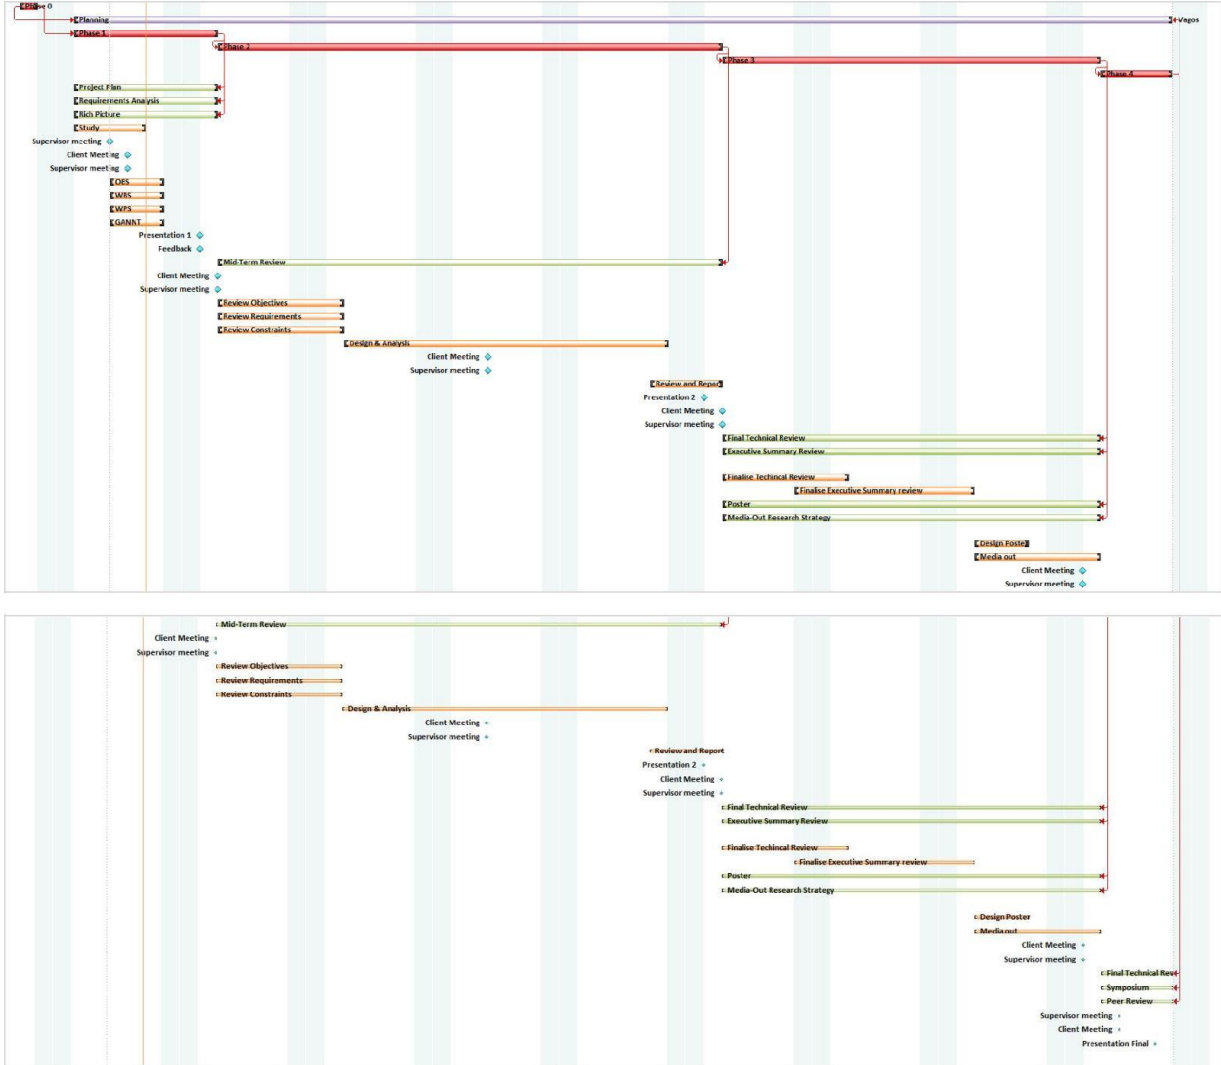 Phase 0
Planning
Vagos
Phase 1
Phase 2
Phase 3
Phase 4
Project Plan
Requirements Analysis
Rich Picture
Study
Supervisor meeting
Client Meeting
Supervisor meeting
OES
WBS
WPS
GANNT
Presentation 1
Feedback
Mid-Term Review
Client Meeting
Supervisor meeting
Review Objectives
Review Requirements
Review Constraints
Design & Analysis
Client Meeting
Supervisor meeting
Review and Report
Presentation 2
Client Meeting
Supervisor meeting
Final Technical Review
Executive Summary Review
Finalise Techincal Review
Finalise Executive Summary review
Poster
Media-Out Research Strategy
Design Poster
Media out
Client Meeting
Supervisor meeting
Mid-Term Review
Client Meeting
Supervisor meeting
Review Objectives
Review Requirements
Review Constraints
Design & Analysis
Client Meeting
Supervisor meeting
Review and Report
Presentation 2
Client Meeting
Supervisor meeting
Final Technical Review
Executive Summary Review
Finalise Techincal Review
Finalise Executive Summary review
Poster
Media-Out Research Strategy
Design Poster
Media out
Client Meeting
Supervisor meeting
Final Technical Rev
Symposium
Peer Review
Supervisor meeting
Client Meeting
Presentation Final